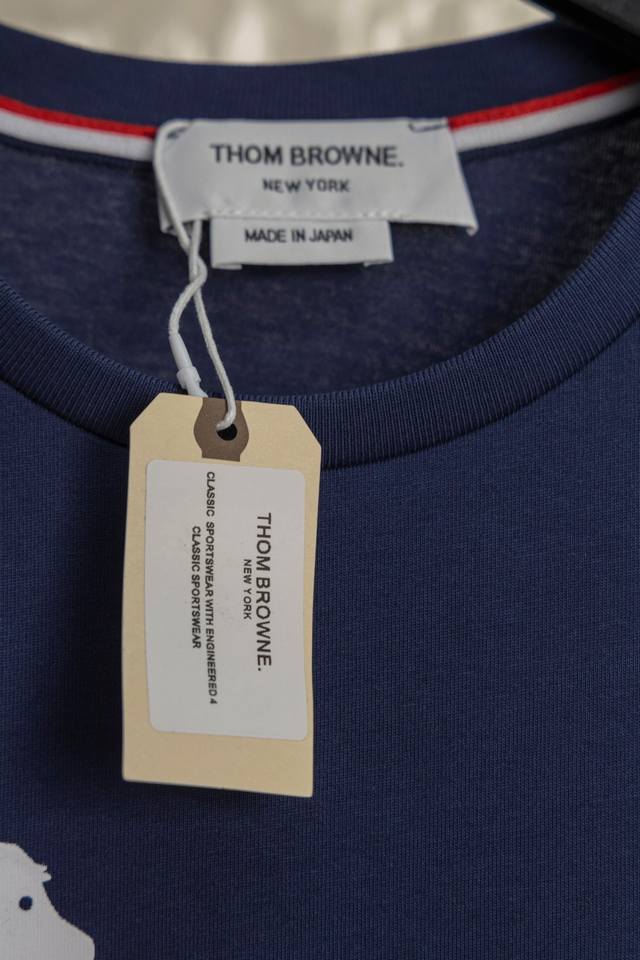 THOM BROWNE.
NEW YORK
MADE IN JAPAN
THOM BROWNE.
NEW YORK
CLASSIC SPORTSWEAR WITH ENGINEERED 4
CLASSIC SPORTSWEAR